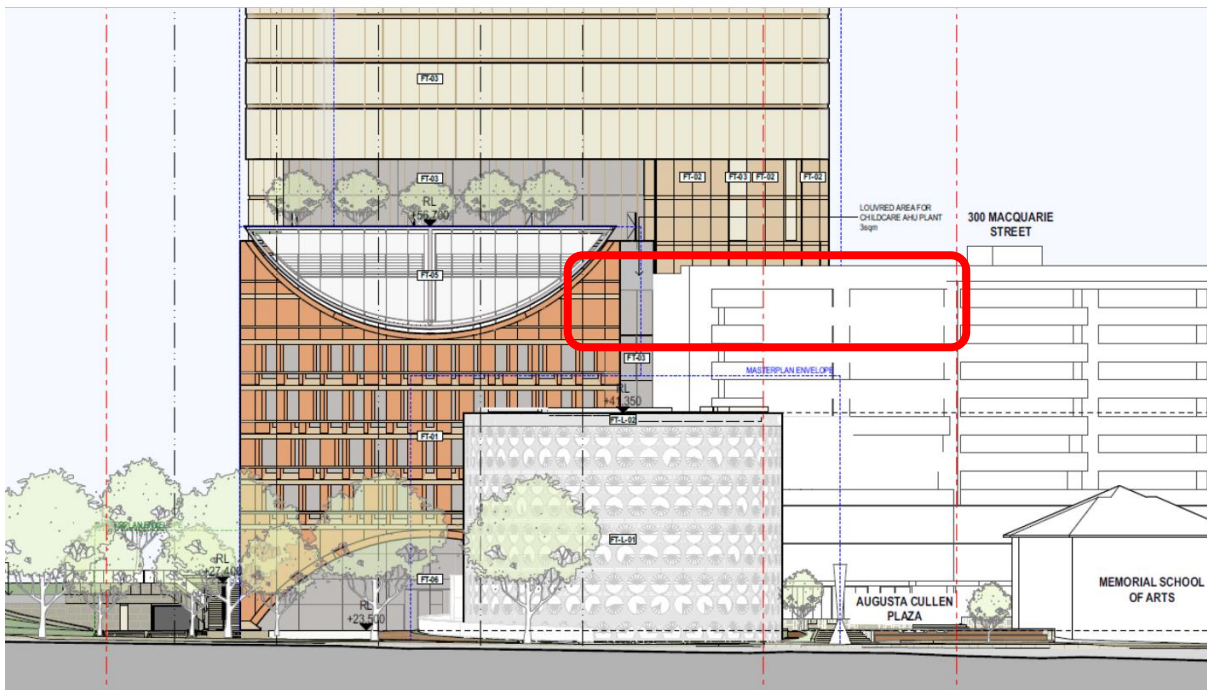 FT-03
FT-03
FT-02
FT-03
FT-02
FT-02
RL
+56,700
LOUVRED AREA FOR
CHILDCARE AHU PLANT
3sqm
300 MACQUARIE
STREET
FT-05
FT-03
MASTERPLAN ENVELOPE
RL
+41,350
FT-L-02
FT-01
RL
+27,400
FT-L-01
FT-06
RL
+23,500
AUGUSTA CULLEN
PLAZA
MEMORIAL SCHOOL
OF ARTS